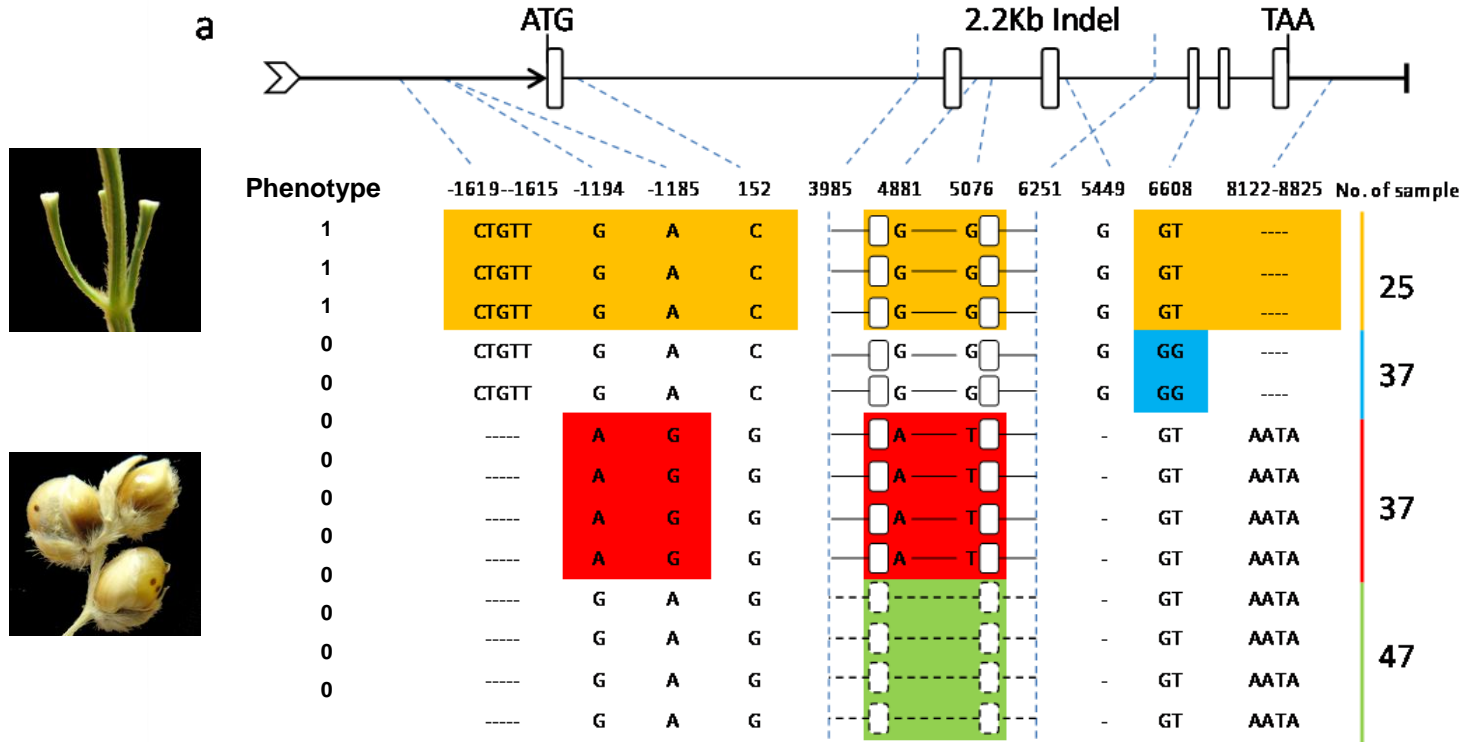 a
ATG 2.2Kb Indel TAA
Phenotype -1619--1615 -1194 -1185 152 3985 4881 5076 6251 5449 6608 8122-8825 No. of sample
1 CTGTT G A C G G G GT ----
1 CTGTT G A C G G G GT ---- 25
1 CTGTT G A C G G G GT ----
0 CTGTT G A C G G G GG ---- 37
0 CTGTT G A C G G G GG ----
0 ----- A G G A T - GT AATA
0 ----- A G G A T - GT AATA
0 ----- A G G A T - GT AATA 37
0 ----- A G G A T - GT AATA
0 ----- G A G - GT AATA
0 ----- G A G - GT AATA 47
0 ----- G A G - GT AATA
0 ----- G A G - GT AATA